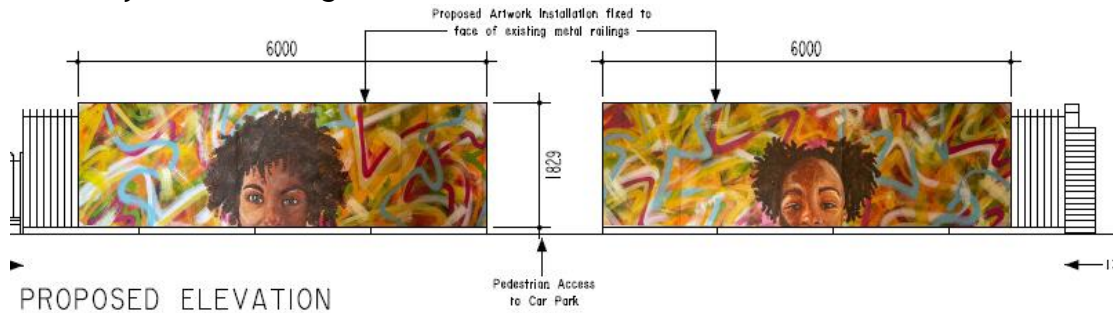 Proposed Artwork Installation fixed to
face of existing metal railings
6000
6000
1829
Pedestrian Access
to Car Park
PROPOSED ELEVATION